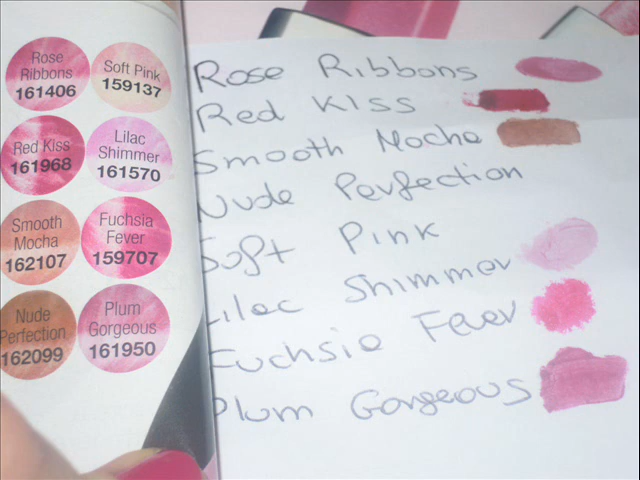 Rose
Ribbons
161406
Soft Pink
159137
Red Kiss
161968
Lilac
Shimmer
161570
Smooth
Mocha
162107
Fuchsia
Fever
159707
Nude
Perfection
162099
Plum
Gorgeous
161950
Rose Ribbons
Red Kiss
Smooth Mocha
Nude Perfection
Soft Pink
Lilac Shimmer
Fuchsia Fever
Plum Gorgeous